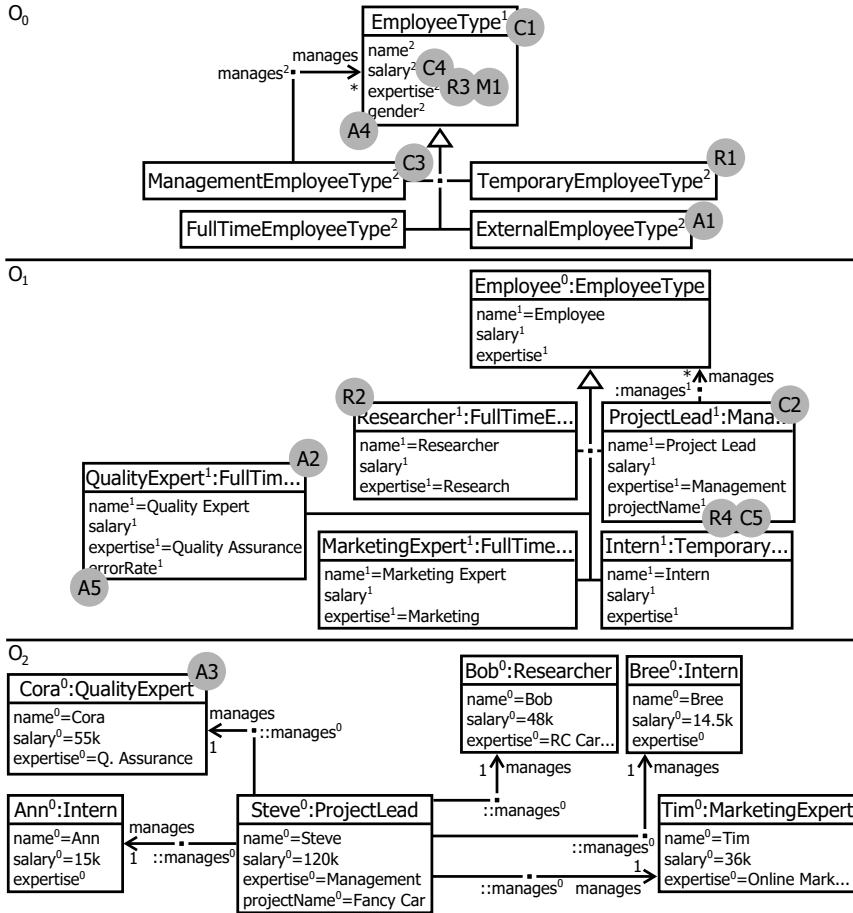 O0
EmployeeType1
C1
name2
salary2
C4
expertise2
R3
M1
gender2
A4
manages
manages2
*
ManagementEmployeeType2
C3
TemporaryEmployeeType2
R1
FullTimeEmployeeType2
ExternalEmployeeType2
A1
O1
Employee0:EmployeeType
name1=Employee
salary1
expertise1
* manages
:manages1
R2
Researcher1:FullTimeE...
name1=Researcher
salary1
expertise1=Research
C2
ProjectLead1:Mana...
name1=Project Lead
salary1
expertise1=Management
projectName1
R4
C5
A2
QualityExpert1:FullTim...
name1=Quality Expert
salary1
expertise1=Quality Assurance
errorRate1
A5
MarketingExpert1:FullTime...
name1=Marketing Expert
salary1
expertise1=Marketing
Intern1:Temporary...
name1=Intern
salary1
expertise1
O2
A3
Cora0:QualityExpert
name0=Cora
salary0=55k
expertise0=Q. Assurance
manages
1
::manages0
Bob0:Researcher
name0=Bob
salary0=48k
expertise0=RC Car...
1 manages
::manages0
Bree0:Intern
name0=Bree
salary0=14.5k
expertise0
1 manages
::manages0
Ann0:Intern
name0=Ann
salary0=15k
expertise0
manages
1 ::manages0
Steve0:ProjectLead
name0=Steve
salary0=120k
expertise0=Management
projectName0=Fancy Car
1
::manages0 manages
Tim0:MarketingExpert
name0=Tim
salary0=36k
expertise0=Online Mark...